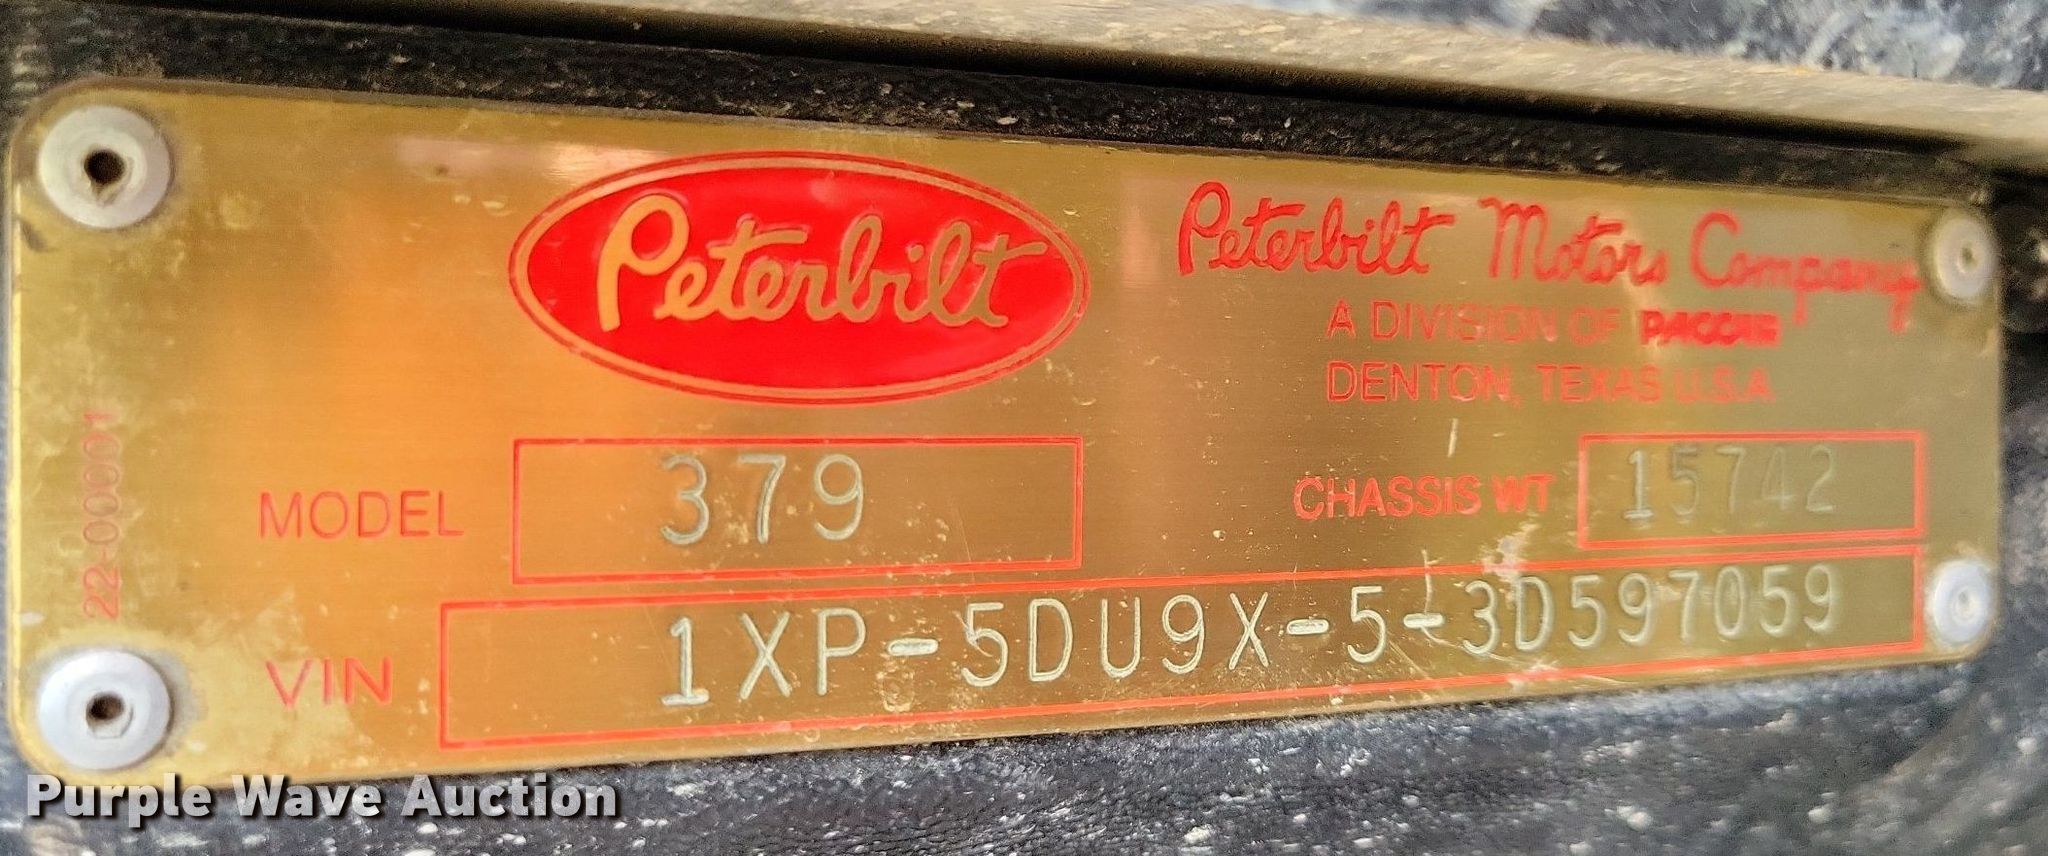 Peterbilt
Peterbilt Motors Company
A DIVISION OF PACCAR
DENTON, TEXAS U.S.A.
22-00001
MODEL 379
CHASSIS WT 15742
VIN 1XP-5DU9X-5-3D597059
Purple Wave Auction